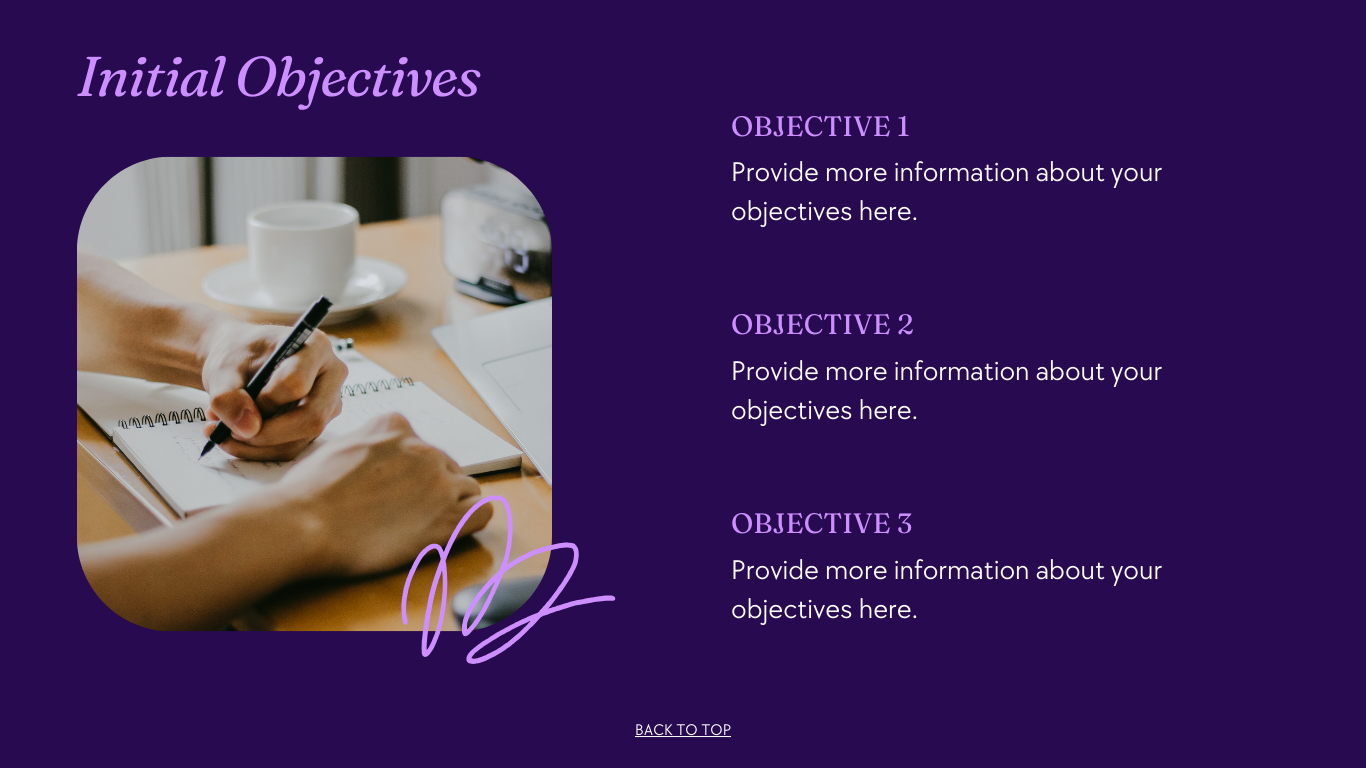 Initial Objectives
OBJECTIVE 1
Provide more information about your
objectives here.
OBJECTIVE 2
Provide more information about your
objectives here.
OBJECTIVE 3
Provide more information about your
objectives here.
BACK TO TOP